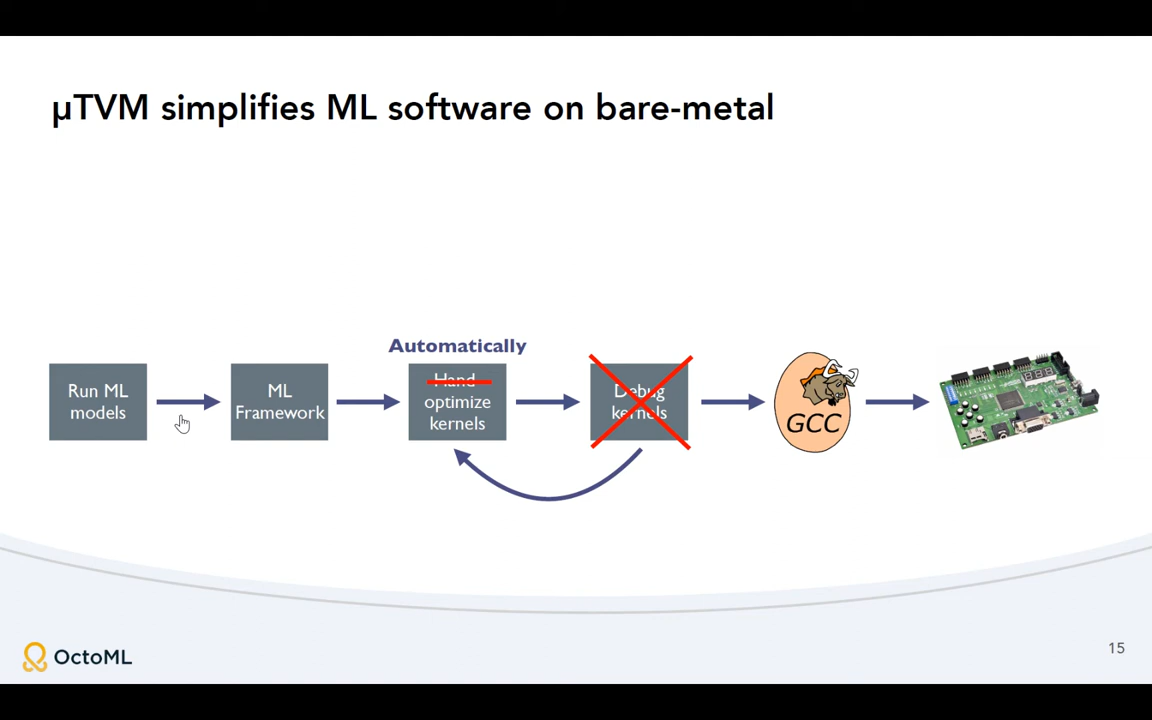 µTVM simplifies ML software on bare-metal
Automatically
Run ML
models
ML
Framework
Hand
optimize
kernels
Debug
kernels
GCC
OctoML
15